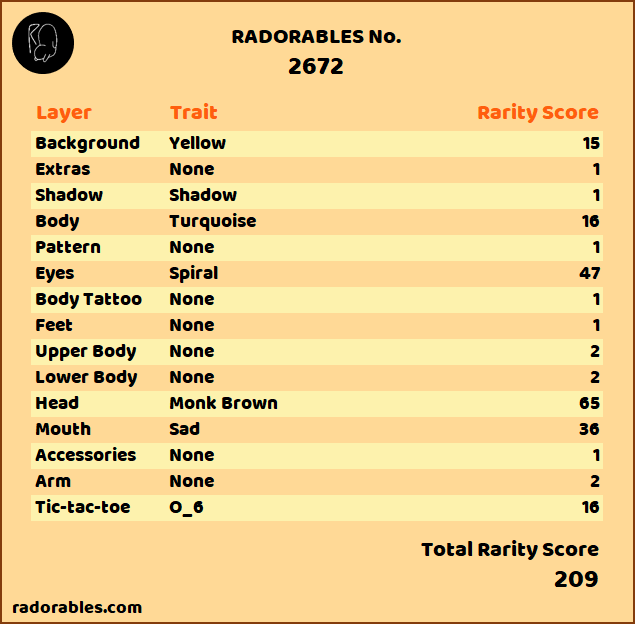 RADORABLES No.
2672
Layer Trait Rarity Score
Background Yellow 15
Extras None 1
Shadow Shadow 1
Body Turquoise 16
Pattern None 1
Eyes Spiral 47
Body Tattoo None 1
Feet None 1
Upper Body None 2
Lower Body None 2
Head Monk Brown 65
Mouth Sad 36
Accessories None 1
Arm None 2
Tic-tac-toe O_6 16
Total Rarity Score
209
radorables.com